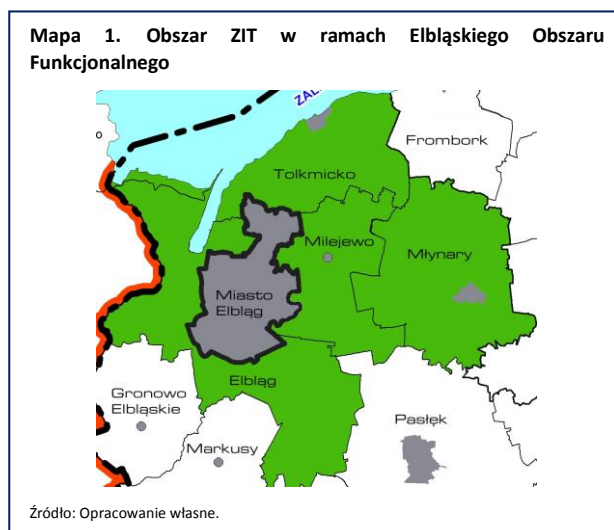 Mapa 1. Obszar ZIT w ramach Elbląskiego Obszaru
Funkcjonalnego
ZAL
Frombork
Tolkmicko
Milejewo
Młynary
Miasto
Elbląg
Elbląg
Gronowo
Elbląskie
Markusy
Pasłęk
Źródło: Opracowanie własne.